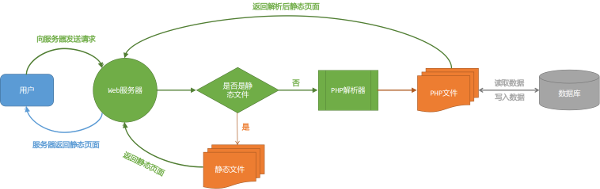 返回解析后静态页面
向服务器发送请求
用户
Web服务器
是否是静
态文件
否
PHP解析器
PHP文件
读取数据
写入数据
数据库
是
服务器返回静态页面
返回静态页面
静态文件